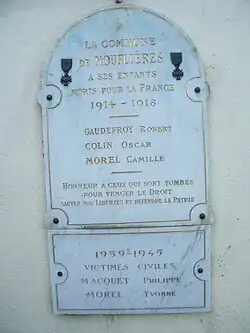 LA COMMUNE
DE MOUFLIÈRES
A SES ENFANTS
MORTS POUR LA FRANCE
1914 - 1918
GAUDEFROY ROBERT
COLIN OSCAR
MOREL CAMILLE
HONNEUR A CEUX QUI SONT TOMBÉS
POUR VENGER LE DROIT
SAUVER NOS LIBERTÉS ET DÉFENDRE LA PATRIE
1939-1945
VICTIMES CIVILES
MACQUET PHILIPPE
MOREL YVONNE